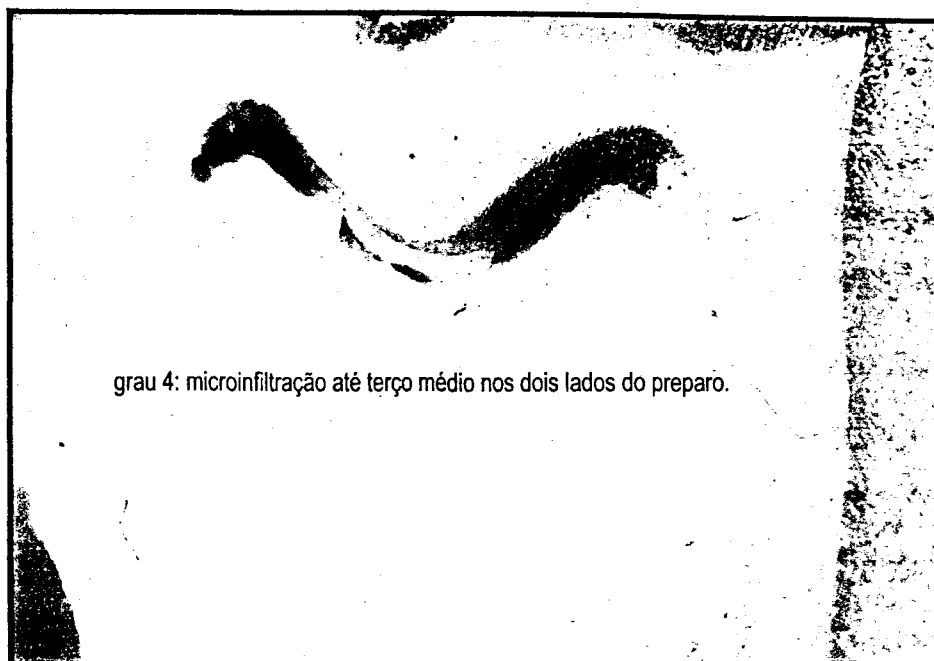 grau 4: microinfiltração até terço médio nos dois lados do preparo.